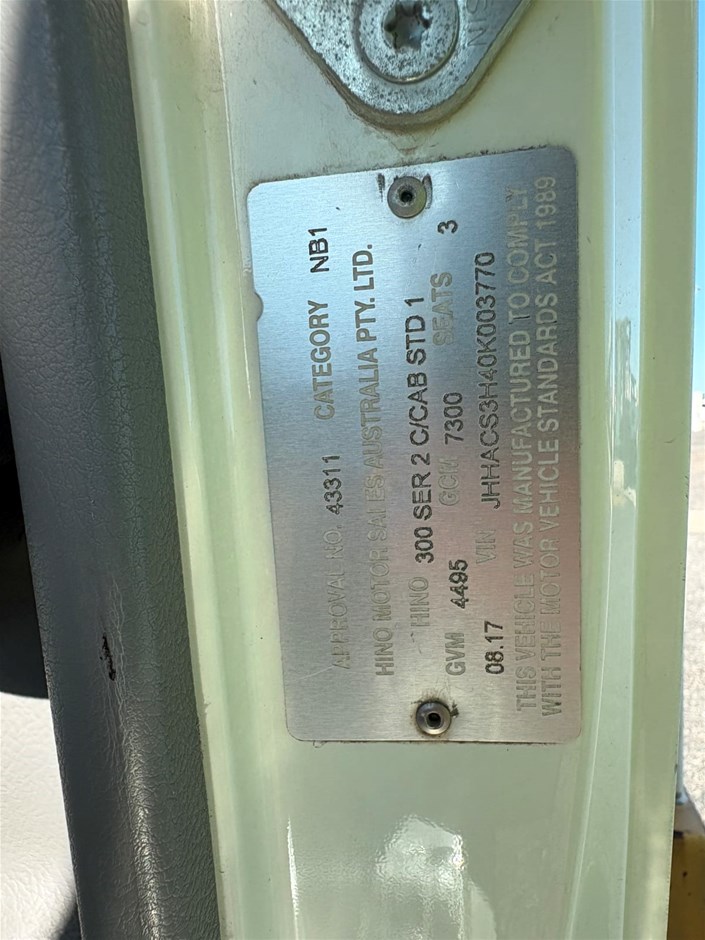 APPROVAL NO. 43311 CATEGORY NB1
HINO MOTOR SALES AUSTRALIA PTY. LTD.
HINO 300 SER 2 C/CAB STD 1
GVM 4495 GCM 7300 SEATS 3
08.17 VIN JHHACS3H40K003770
THIS VEHICLE WAS MANUFACTURED TO COMPLY
WITH THE MOTOR VEHICLE STANDARDS ACT 1989